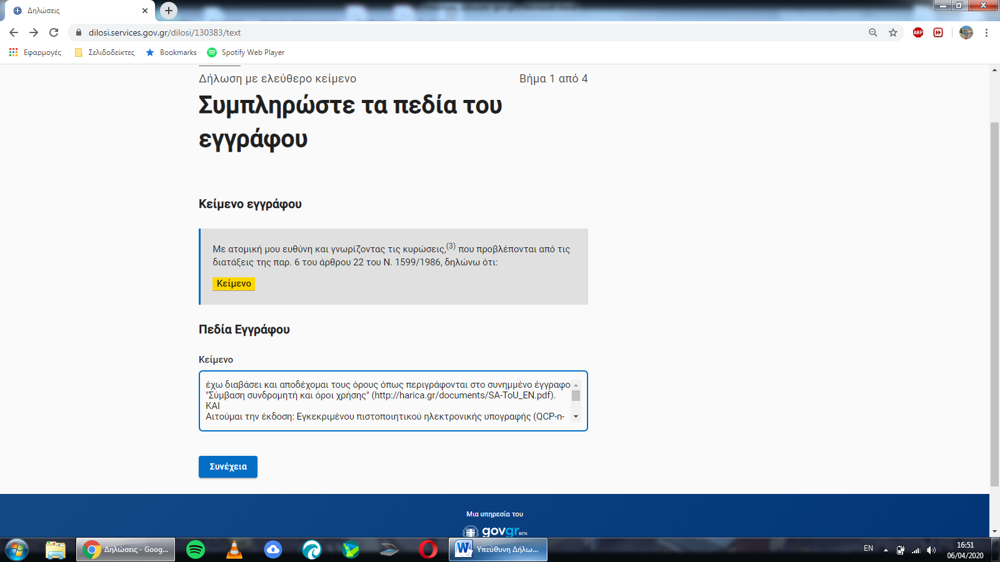 Δηλώσεις
dilosi.services.gov.gr/dilosi/130383/text
ABP
Εφαρμογές
Σελιδοδείκτες
Bookmarks
Spotify Web Player
Δήλωση με ελεύθερο κείμενο
Βήμα 1 από 4
Συμπληρώστε τα πεδία του
εγγράφου
Κείμενο εγγράφου
Με ατομική μου ευθύνη και γνωρίζοντας τις κυρώσεις,(3) που προβλέπονται από τις
διατάξεις της παρ. 6 του άρθρου 22 του Ν. 1599/1986, δηλώνω ότι:
Κείμενο
Πεδία Εγγράφου
Κείμενο
έχω διαβάσει και αποδέχομαι τους όρους όπως περιγράφονται στο συνημμένο έγγραφο
"Σύμβαση συνδρομητή και όροι χρήσης" (http://harica.gr/documents/SA-ToU_EN.pdf).
ΚΑΙ
Αιτούμαι την έκδοση: Εγκεκριμένου πιστοποιητικού ηλεκτρονικής υπογραφής (QCP-n-
Συνέχεια
Μια υπηρεσία του
govgr BETA
Δηλώσεις - Goog...
Υπεύθυνη Δήλω...
EN
16:51
06/04/2020